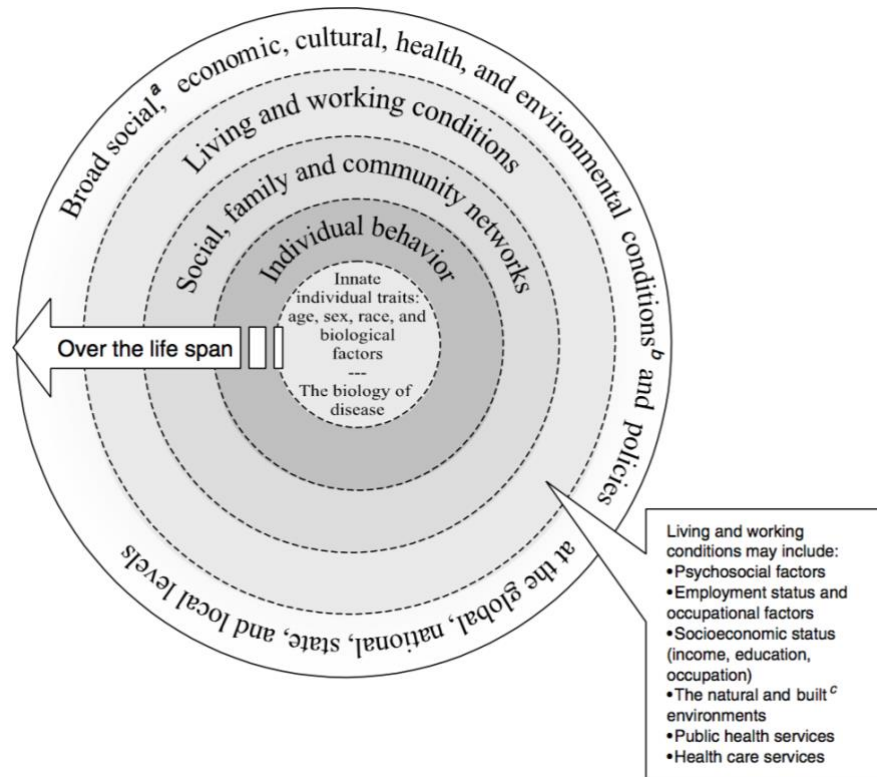 Broad social,a economic, cultural, health, and environmental conditionsb and policies
at the global, national, state, and local levels
Living and working conditions
Social, family and community networks
Individual behavior
Innate
individual traits:
age, sex, race, and
biological
factors
---
The biology of
disease
Over the life span
Living and working
conditions may include:
•Psychosocial factors
•Employment status and
occupational factors
•Socioeconomic status
(income, education,
occupation)
•The natural and built c
environments
•Public health services
•Health care services